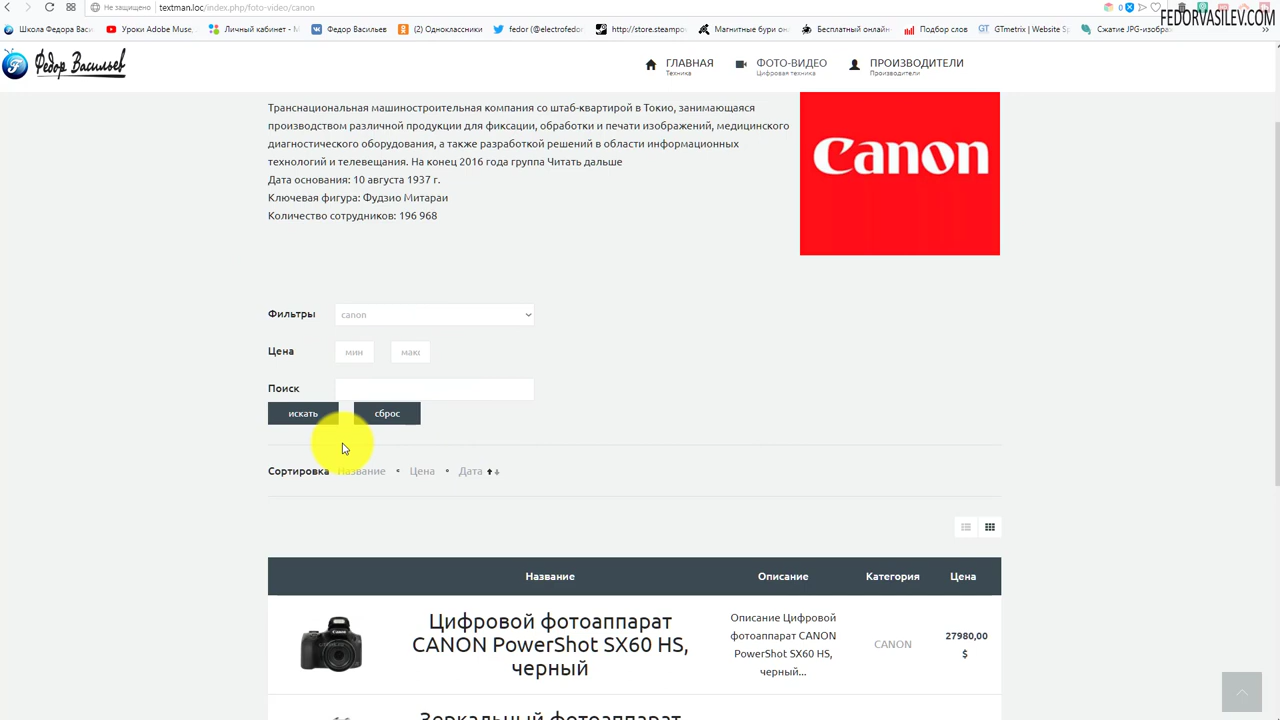 Не защищено textman.loc/index.php/foto-video/canon
FEDORVASILEV.COM
Школа Федора Васи. Уроки Adobe Muse, Личный кабинет - М Федор Васильев (2) Одноклассники fedor (@electrofedor http://store.steampo Магнитные бури он Бесплатный онлайн- Подбор слов GTmetrix | Website Sp Сжатие JPG-изобра
Федор Васильев
ГЛАВНАЯ ФОТО-ВИДЕО ПРОИЗВОДИТЕЛИ
Техника Цифровая техника Производители
Транснациональная машиностроительная компания со штаб-квартирой в Токио, занимающаяся
производством различной продукции для фиксации, обработки и печати изображений, медицинского
диагностического оборудования, а также разработкой решений в области информационных
технологий и телевещания. На конец 2016 года группа Читать дальше
Дата основания: 10 августа 1937 г.
Ключевая фигура: Фудзио Митараи
Количество сотрудников: 196 968
Canon
Фильтры canon
Цена мин макс
Поиск
искать сброс
Сортировка Название Цена Дата
Название Описание Категория Цена
Цифровой фотоаппарат
CANON PowerShot SX60 HS,
черный
Описание Цифровой
фотоаппарат CANON
PowerShot SX60 HS,
черный...
CANON
27980,00
$
Зеркальный фотоаппарат